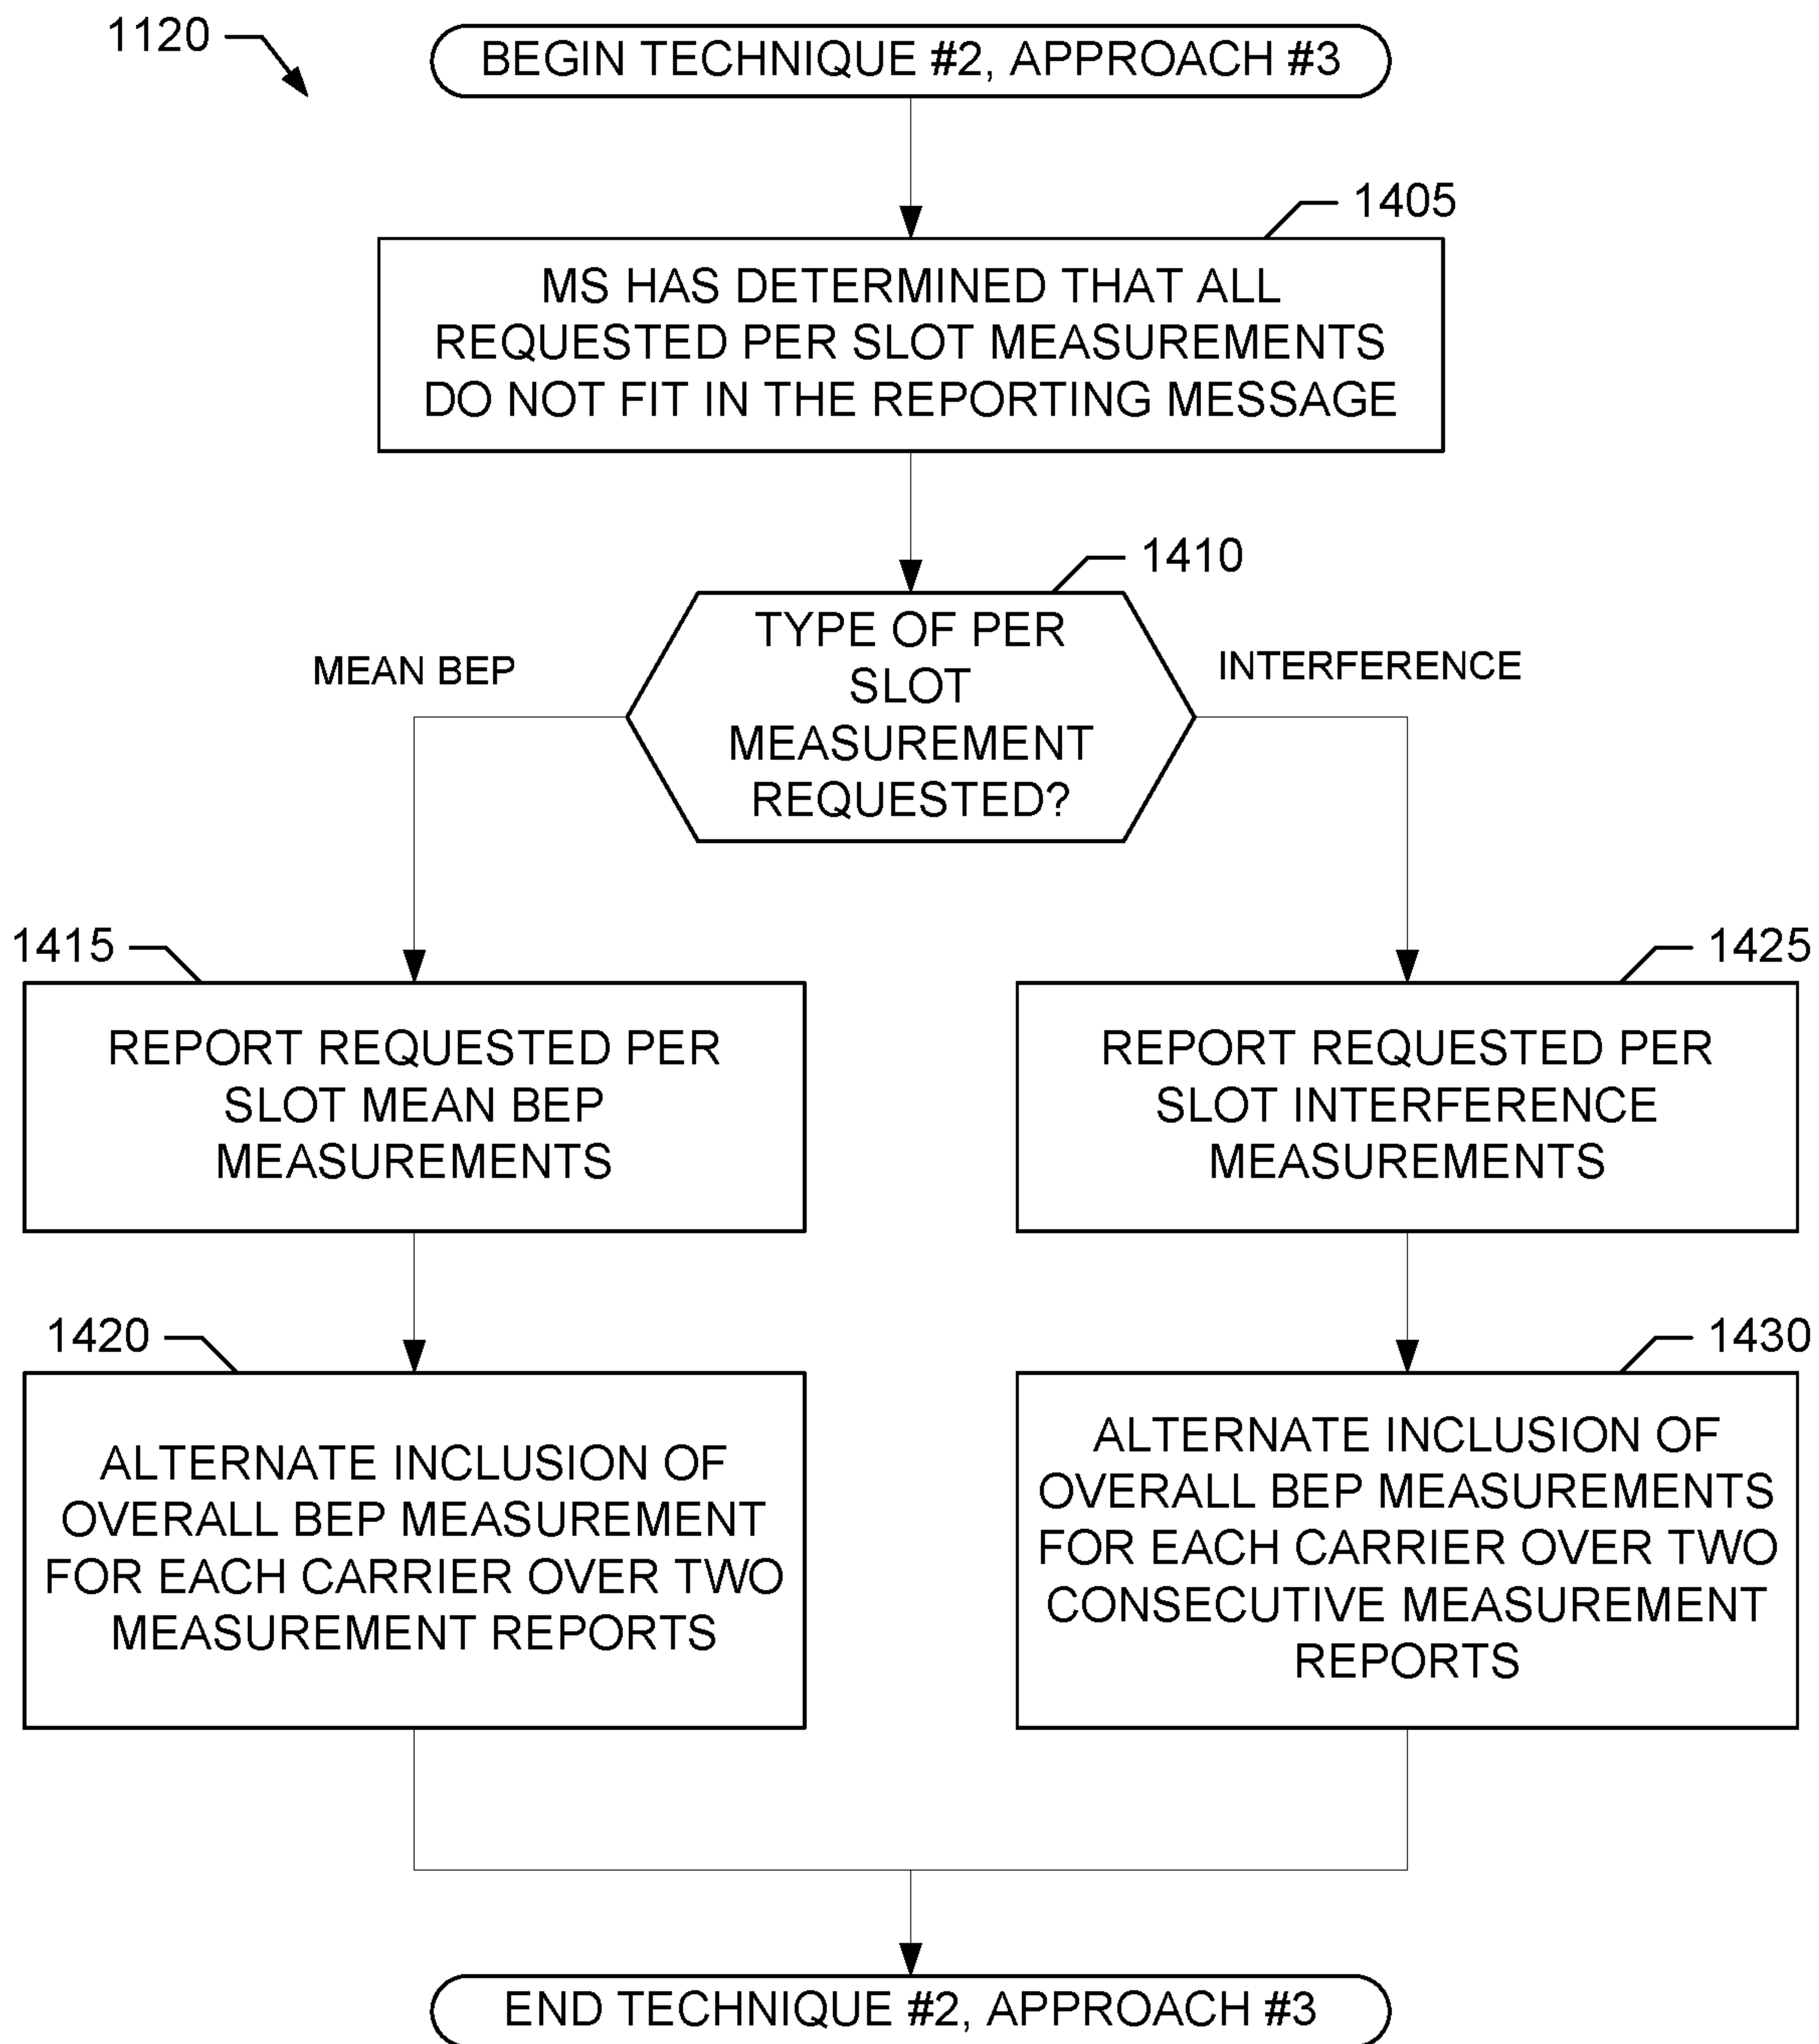 1120
BEGIN TECHNIQUE #2, APPROACH #3
1405
MS HAS DETERMINED THAT ALL
REQUESTED PER SLOT MEASUREMENTS
DO NOT FIT IN THE REPORTING MESSAGE
1410
TYPE OF PER
SLOT
MEASUREMENT
REQUESTED?
MEAN BEP
INTERFERENCE
1415
REPORT REQUESTED PER
SLOT MEAN BEP
MEASUREMENTS
1425
REPORT REQUESTED PER
SLOT INTERFERENCE
MEASUREMENTS
1420
ALTERNATE INCLUSION OF
OVERALL BEP MEASUREMENT
FOR EACH CARRIER OVER TWO
MEASUREMENT REPORTS
1430
ALTERNATE INCLUSION OF
OVERALL BEP MEASUREMENTS
FOR EACH CARRIER OVER TWO
CONSECUTIVE MEASUREMENT
REPORTS
END TECHNIQUE #2, APPROACH #3